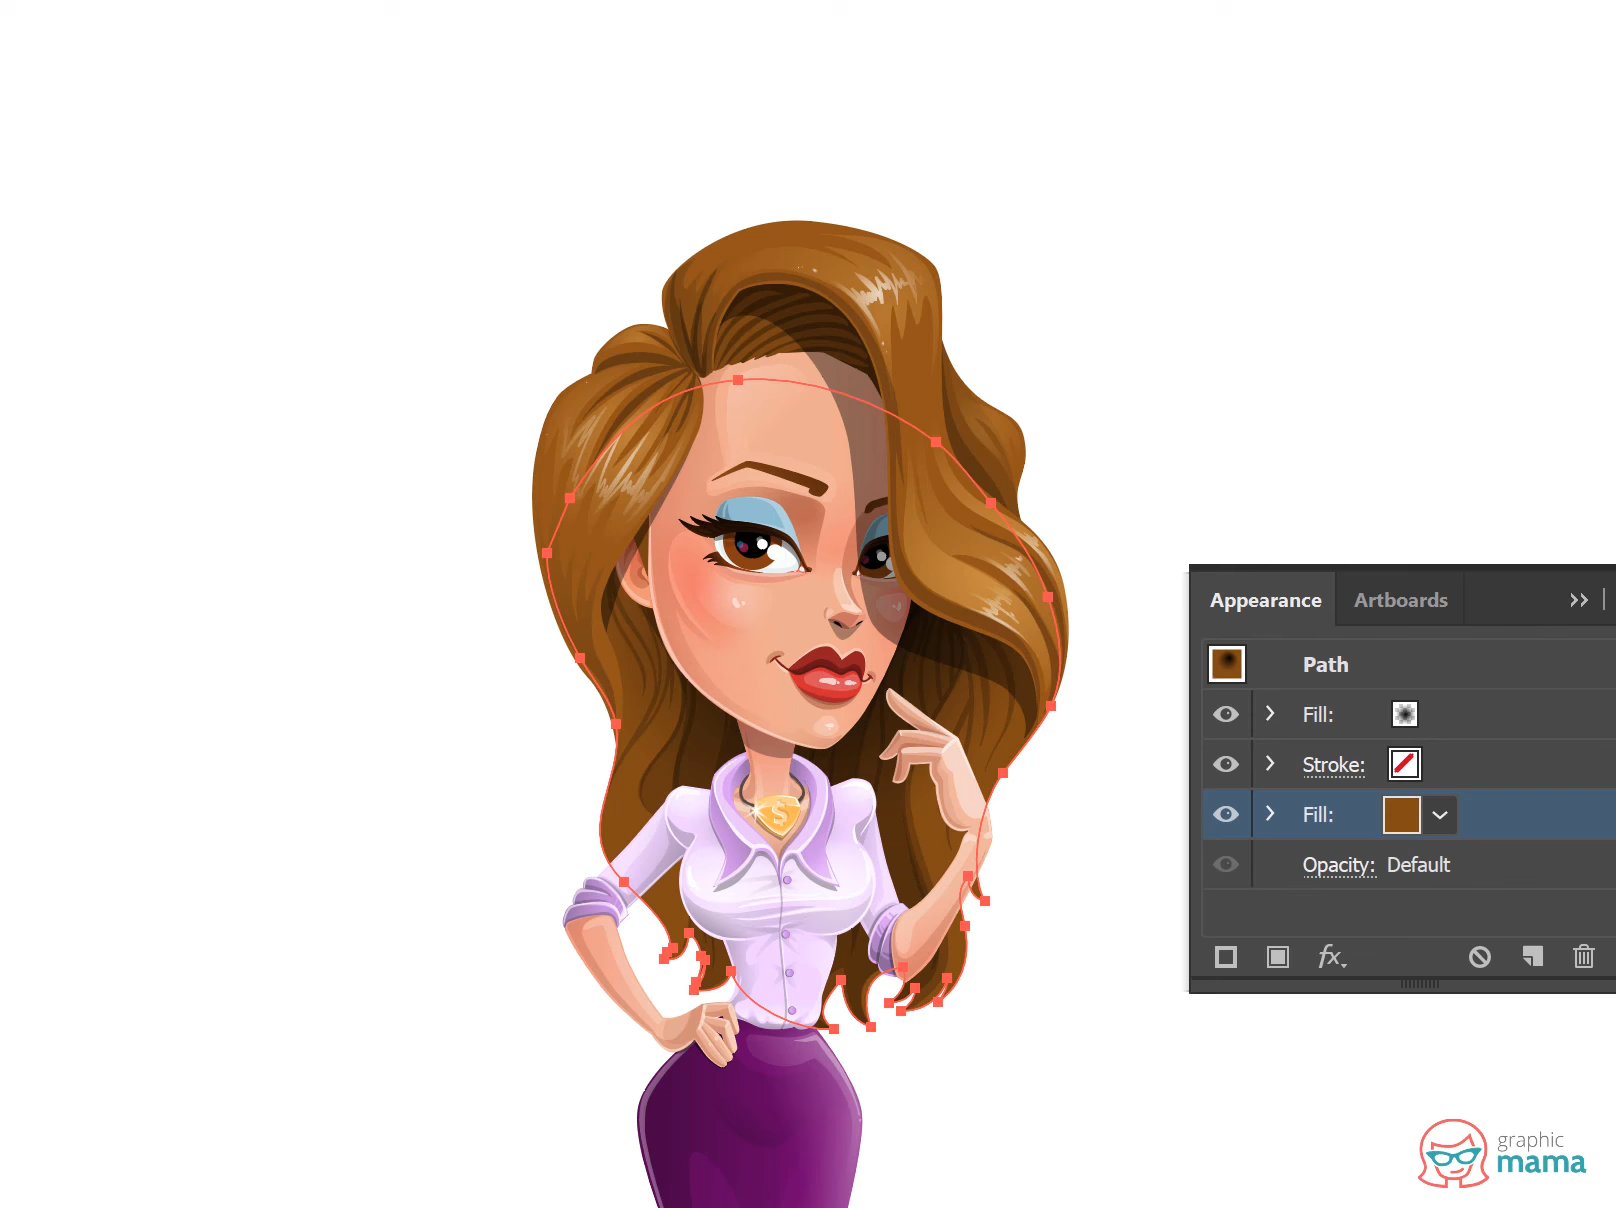 $
Appearance Artboards
Path
Fill:
Stroke:
Fill:
Opacity: Default
fx
graphic
mama